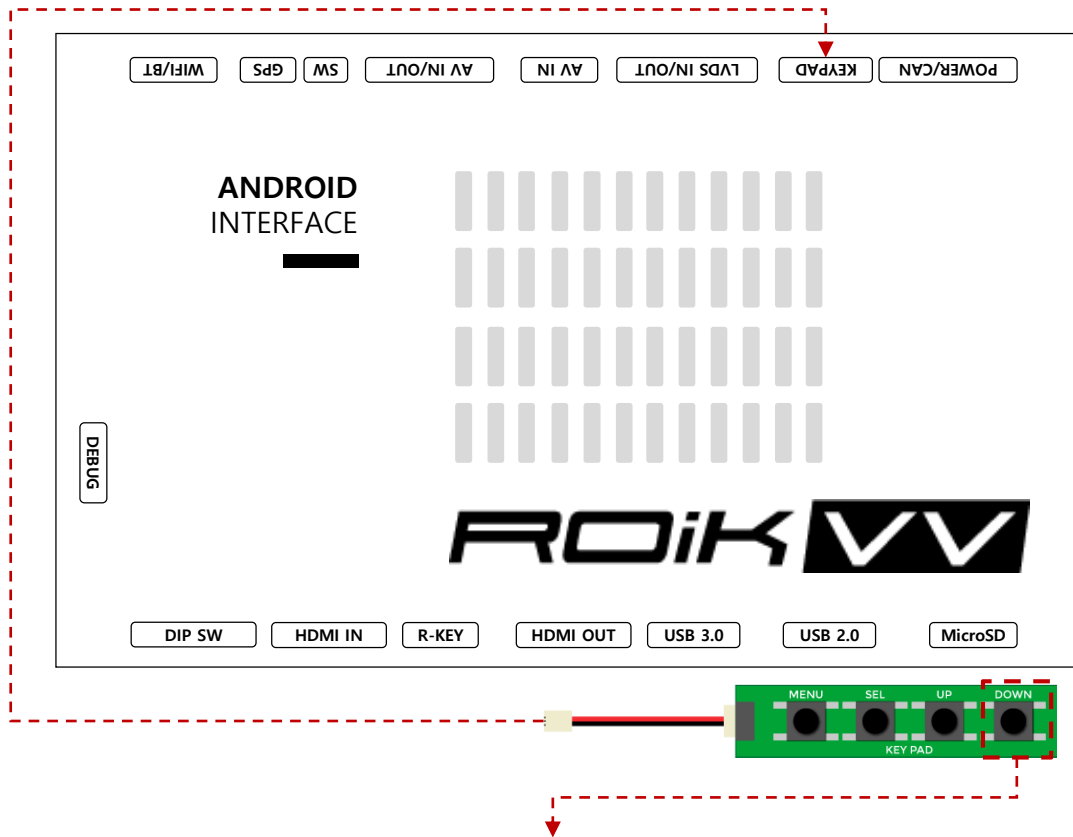 WIFI/BT
GPS
SW
AV IN/OUT
AV IN
LVDS IN/OUT
KEYPAD
POWER/CAN
ANDROID
INTERFACE
DEBUG
ROiK VV
DIP SW
HDMI IN
R-KEY
HDMI OUT
USB 3.0
USB 2.0
MicroSD
MENU
SEL
UP
DOWN
KEY PAD